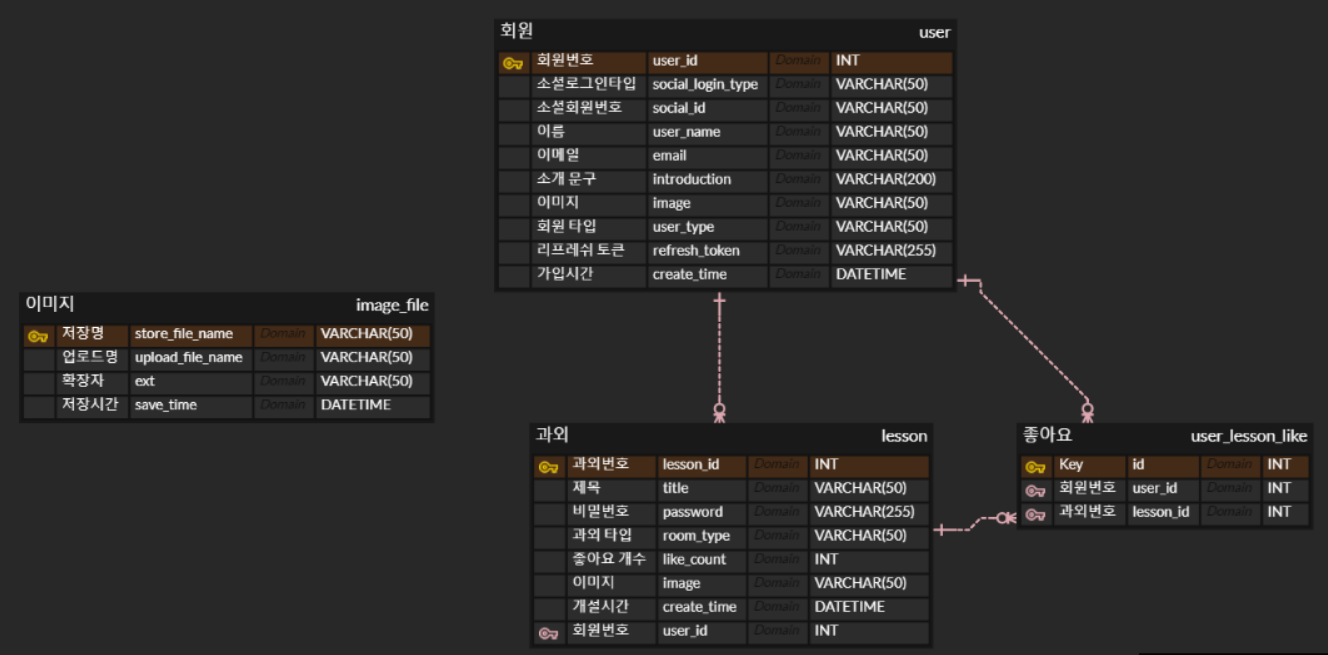 회원 user
회원번호 user_id Domain INT
소셜로그인타입 social_login_type Domain VARCHAR(50)
소셜회원번호 social_id Domain VARCHAR(50)
이름 user_name Domain VARCHAR(50)
이메일 email Domain VARCHAR(50)
소개 문구 introduction Domain VARCHAR(200)
이미지 image Domain VARCHAR(50)
회원 타입 user_type Domain VARCHAR(50)
리프레쉬 토큰 refresh_token Domain VARCHAR(255)
가입시간 create_time Domain DATETIME
이미지 image_file
저장명 store_file_name Domain VARCHAR(50)
업로드명 upload_file_name Domain VARCHAR(50)
확장자 ext Domain VARCHAR(50)
저장시간 save_time Domain DATETIME
과외 lesson
과외번호 lesson_id Domain INT
제목 title Domain VARCHAR(50)
비밀번호 password Domain VARCHAR(255)
과외 타입 room_type Domain VARCHAR(50)
좋아요 개수 like_count Domain INT
이미지 image Domain VARCHAR(50)
개설시간 create_time Domain DATETIME
회원번호 user_id Domain INT
좋아요 user_lesson_like
Key id Domain INT
회원번호 user_id Domain INT
과외번호 lesson_id Domain INT